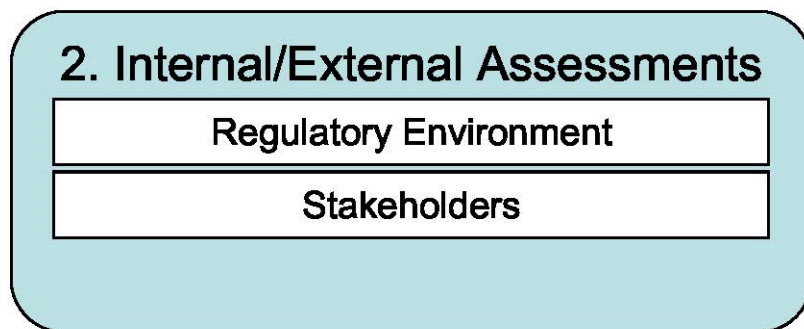 2. Internal/External Assessments
Regulatory Environment
Stakeholders